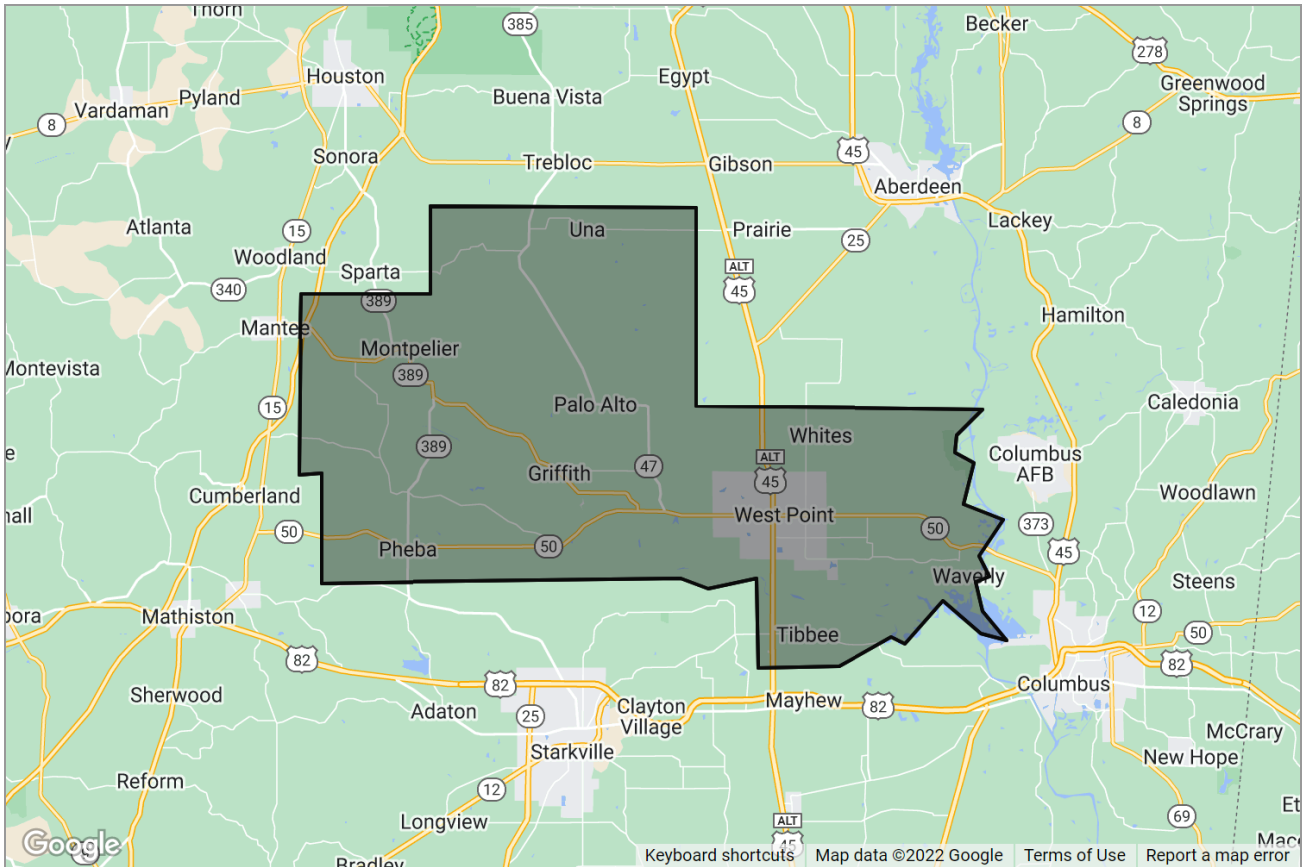 Thorn
385
Becker
278
Houston
Egypt
Greenwood
Springs
Vardaman
Pyland
Buena Vista
8
8
Sonora
Trebloc
Gibson
45
Aberdeen
Atlanta
15
Una
Prairie
25
Lackey
Woodland
Sparta
ALT
45
340
389
Mantee
Hamilton
Montpelier
Montevista
389
15
Palo Alto
Caledonia
Whites
389
Griffith
47
ALT
45
Columbus
AFB
Cumberland
Woodlawn
West Point
50
373
50
Pheba
50
45
Waverly
Steens
Mathiston
12
50
Tibbee
82
82
82
Sherwood
Adaton
25
Clayton
Village
Mayhew
82
Columbus
McCrary
Starkville
New Hope
Reform
12
Longview
69
ALT
45
Bradley
Google
Keyboard shortcuts
Map data ©2022 Google
Terms of Use
Report a map error